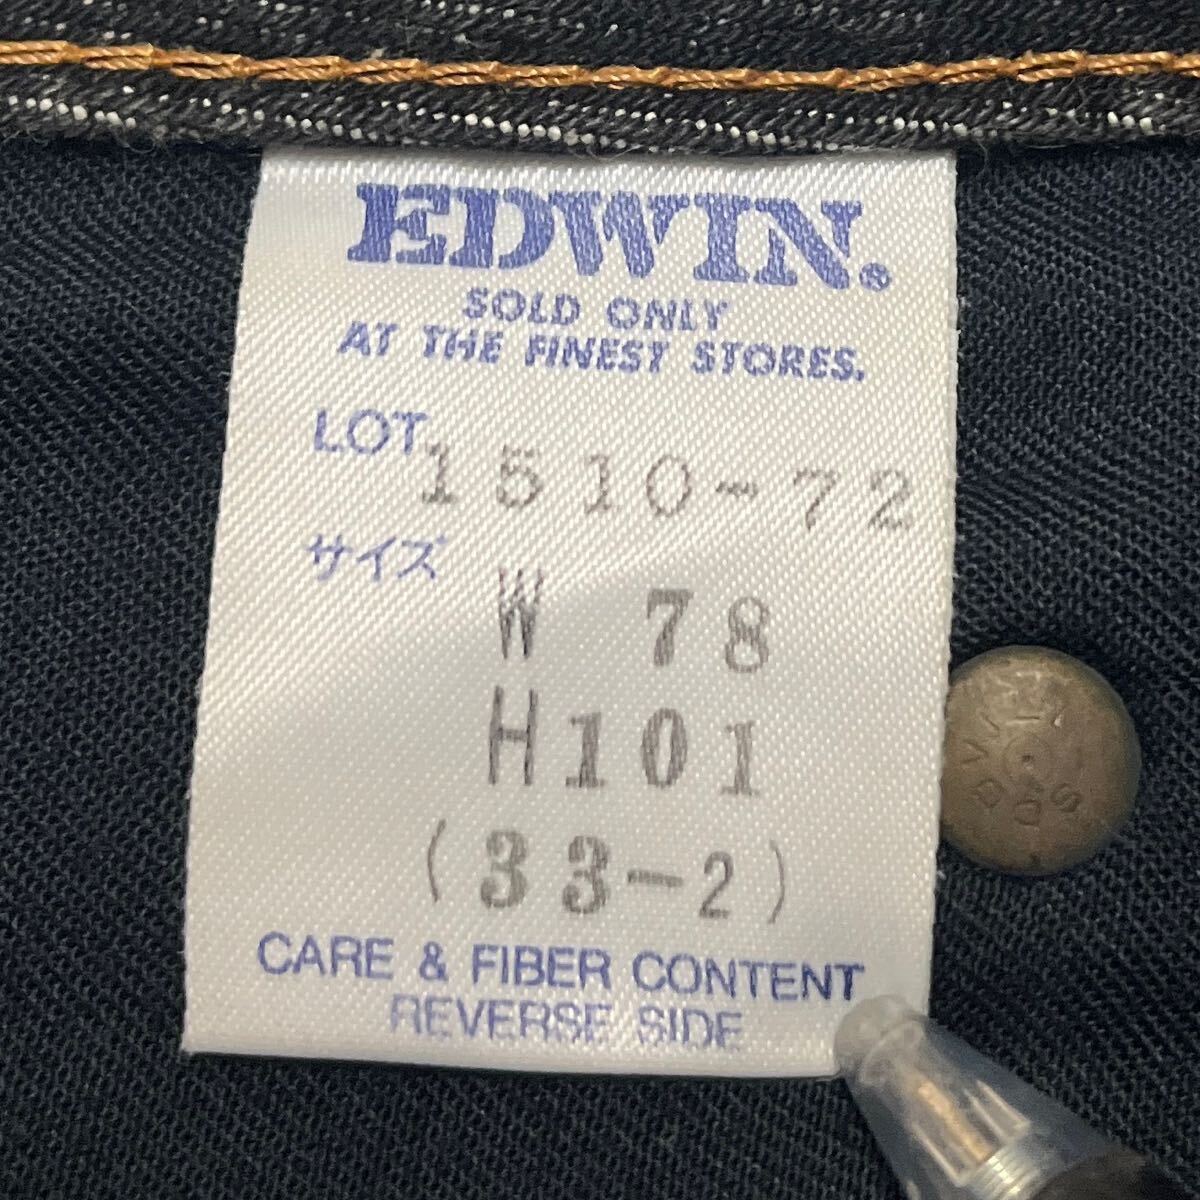 EDWIN®
SOLD ONLY
AT THE FINEST STORES.
LOT 1510-72
サイズ W 78
H101
(33-2)
CARE & FIBER CONTENT
REVERSE SIDE